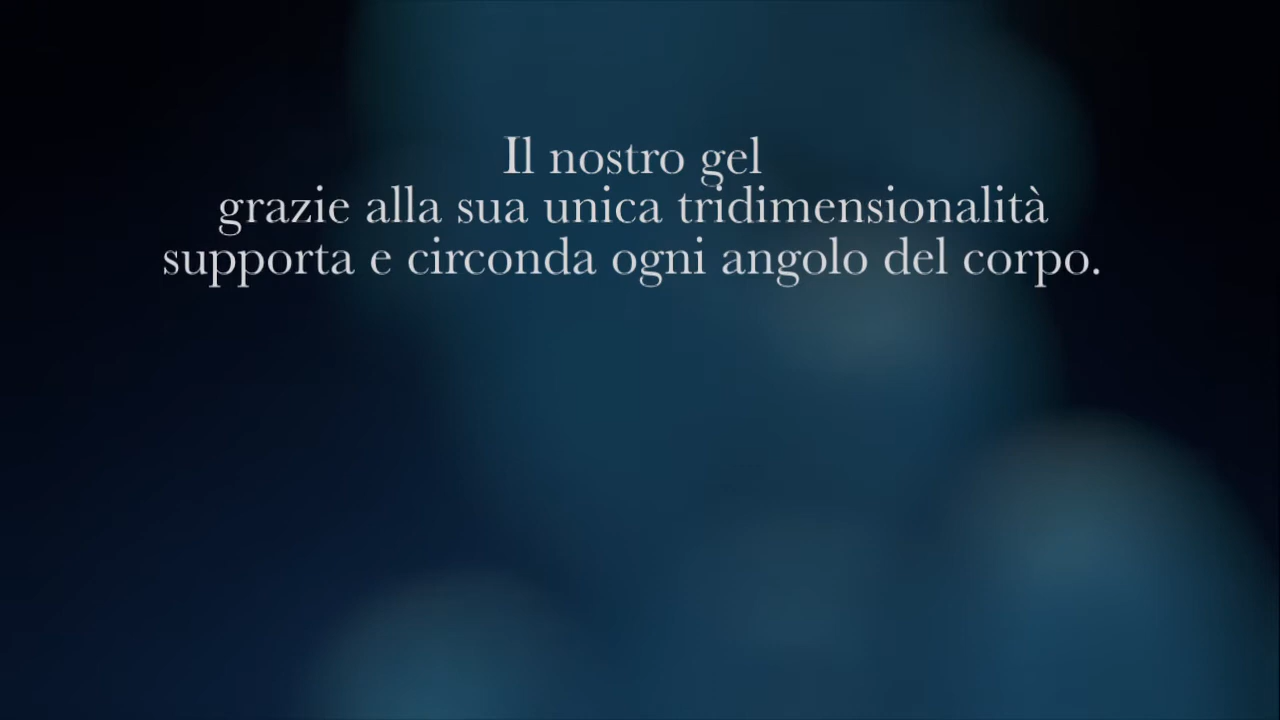 Il nostro gel
grazie alla sua unica tridimensionalità
supporta e circonda ogni angolo del corpo.